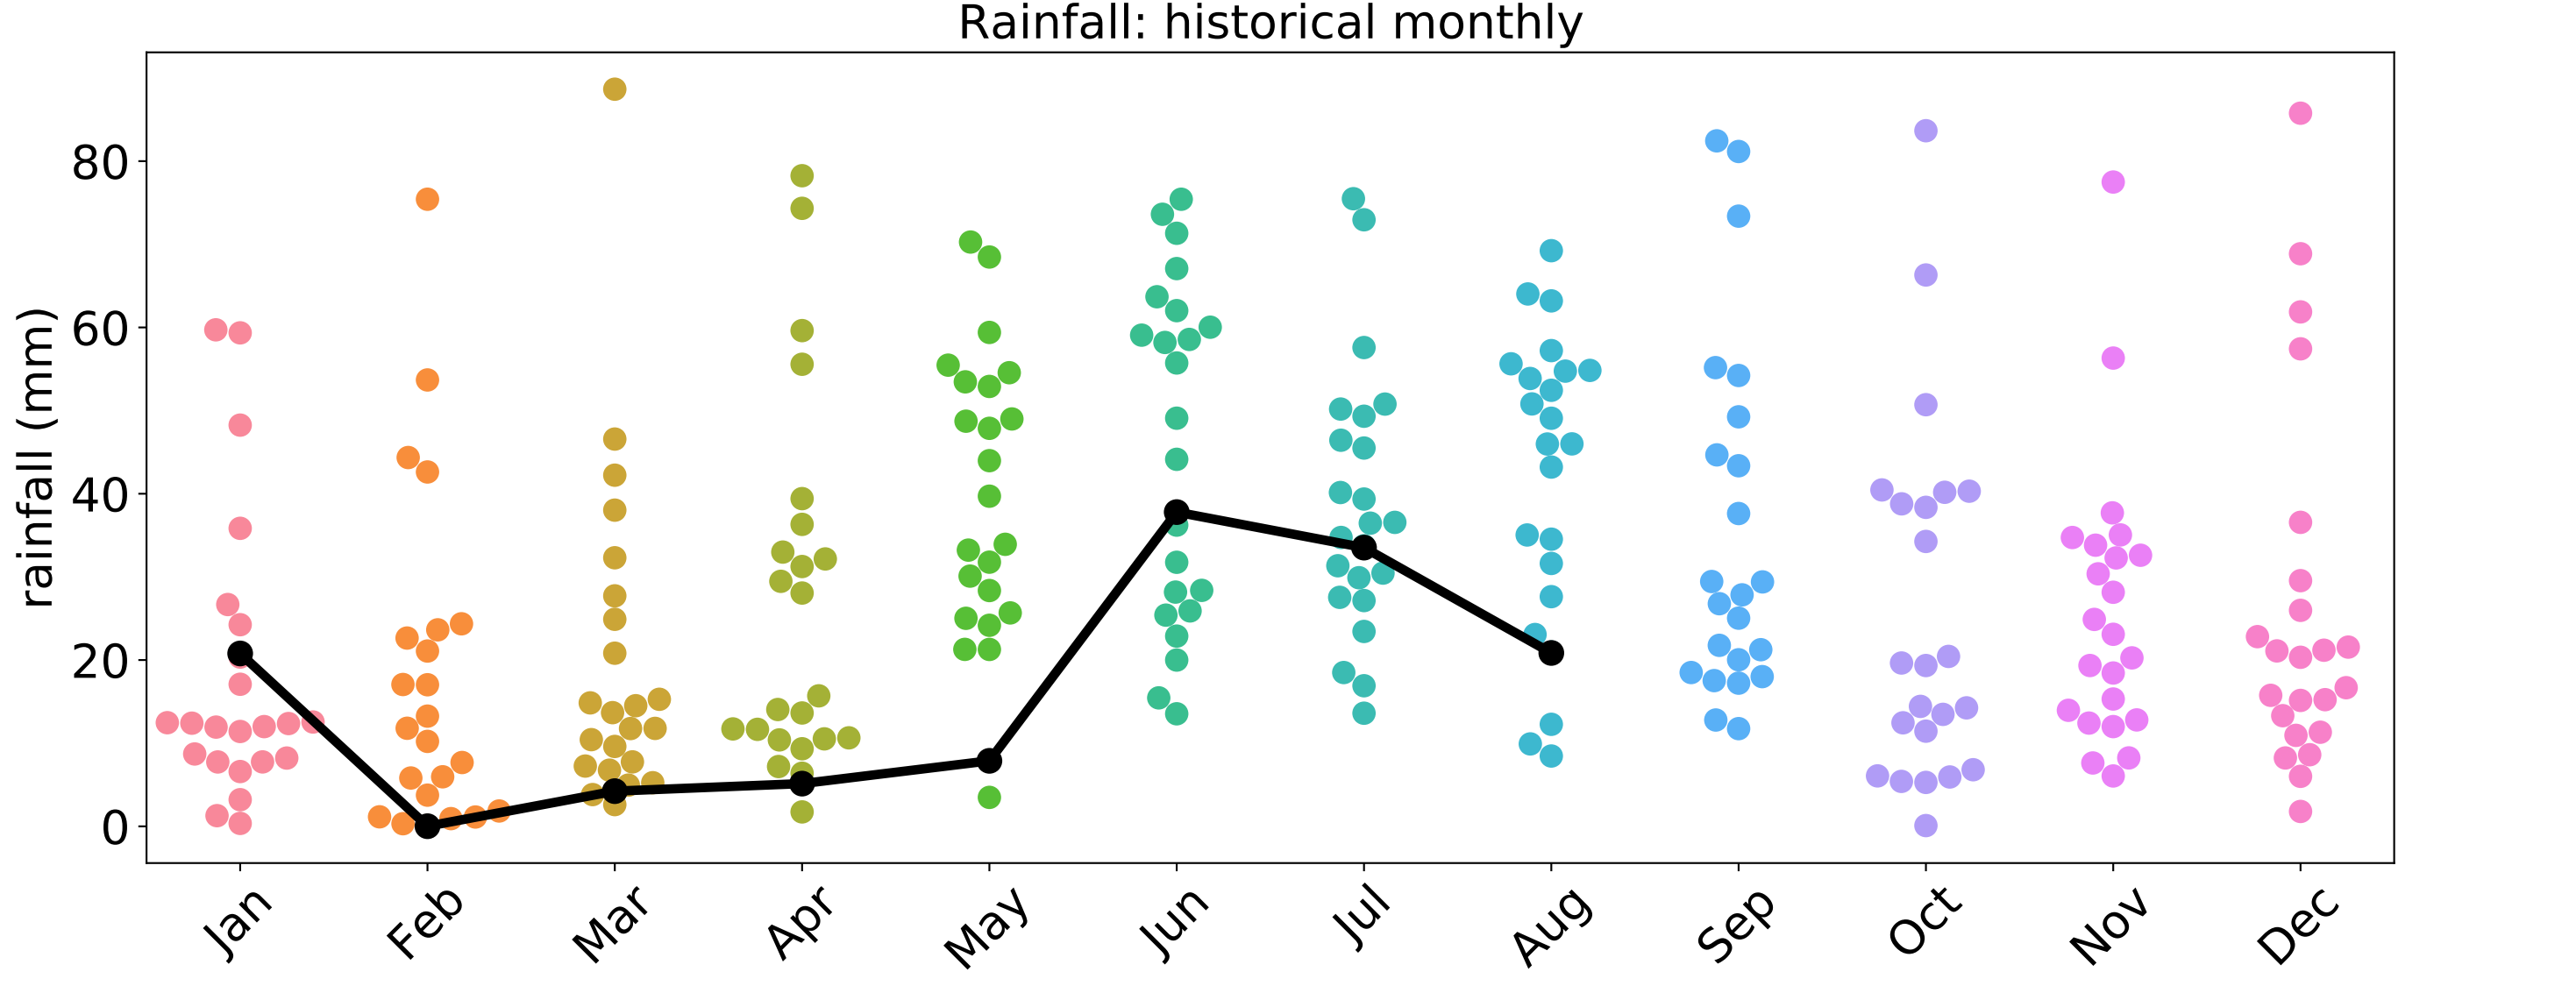 Rainfall: historical monthly
rainfall (mm)
80
60
40
20
0
Jan Feb Mar Apr May Jun Jul Aug Sep Oct Nov Dec